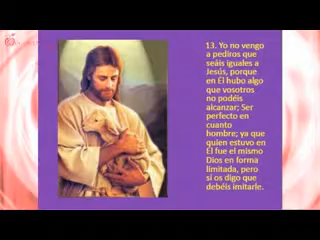 13. Yo no vengo
a pediros que
seáis iguales a
Jesús, porque
en Él hubo algo
que vosotros
no podéis
alcanzar; Ser
perfecto en
cuanto
hombre; ya que
quien estuvo en
Él fue el mismo
Dios en forma
limitada, pero
si os digo que
debéis imitarle.